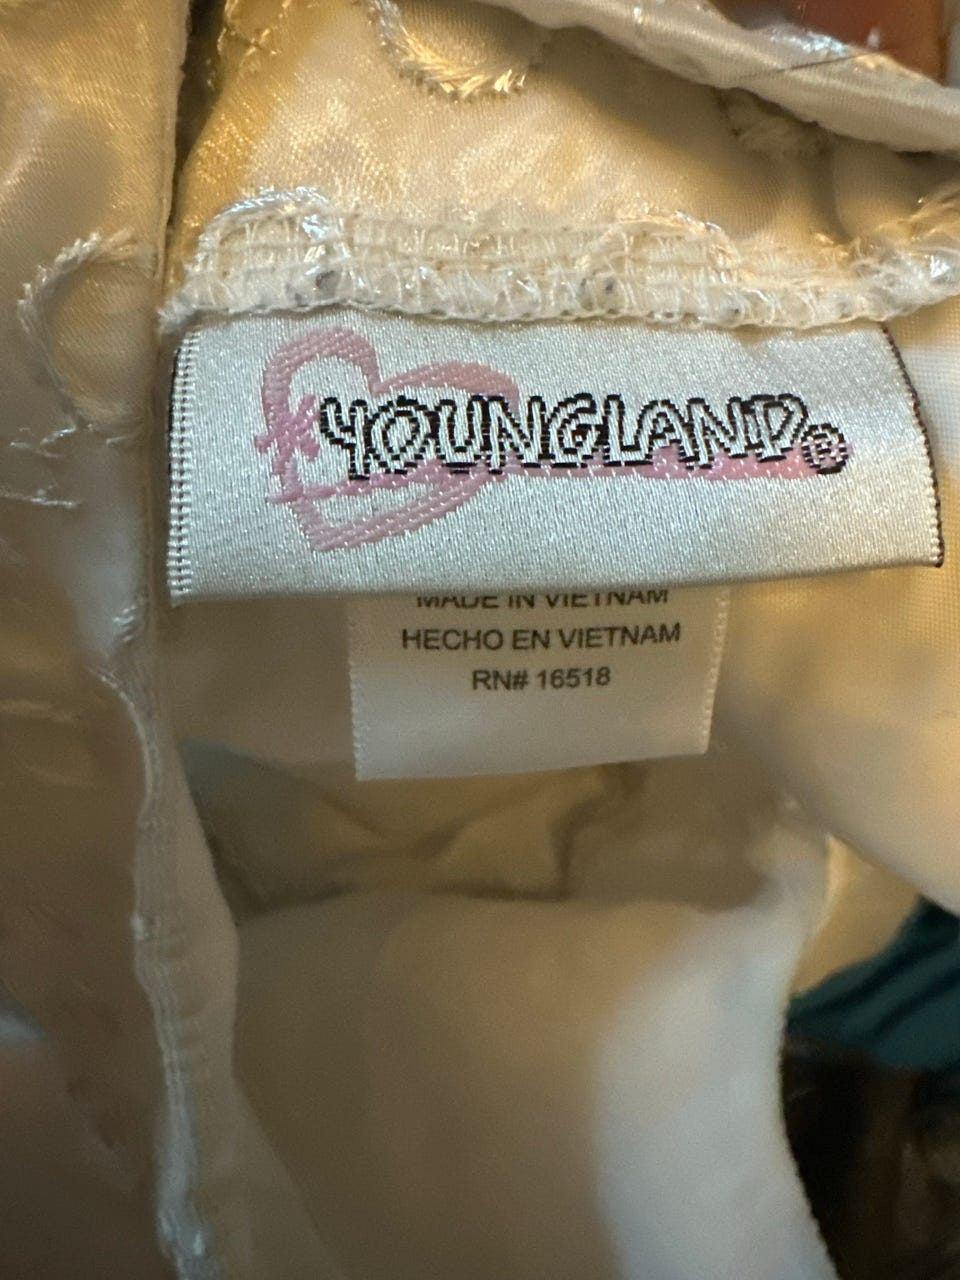 YOUNGLAND®
MADE IN VIETNAM
HECHO EN VIETNAM
RN# 16518